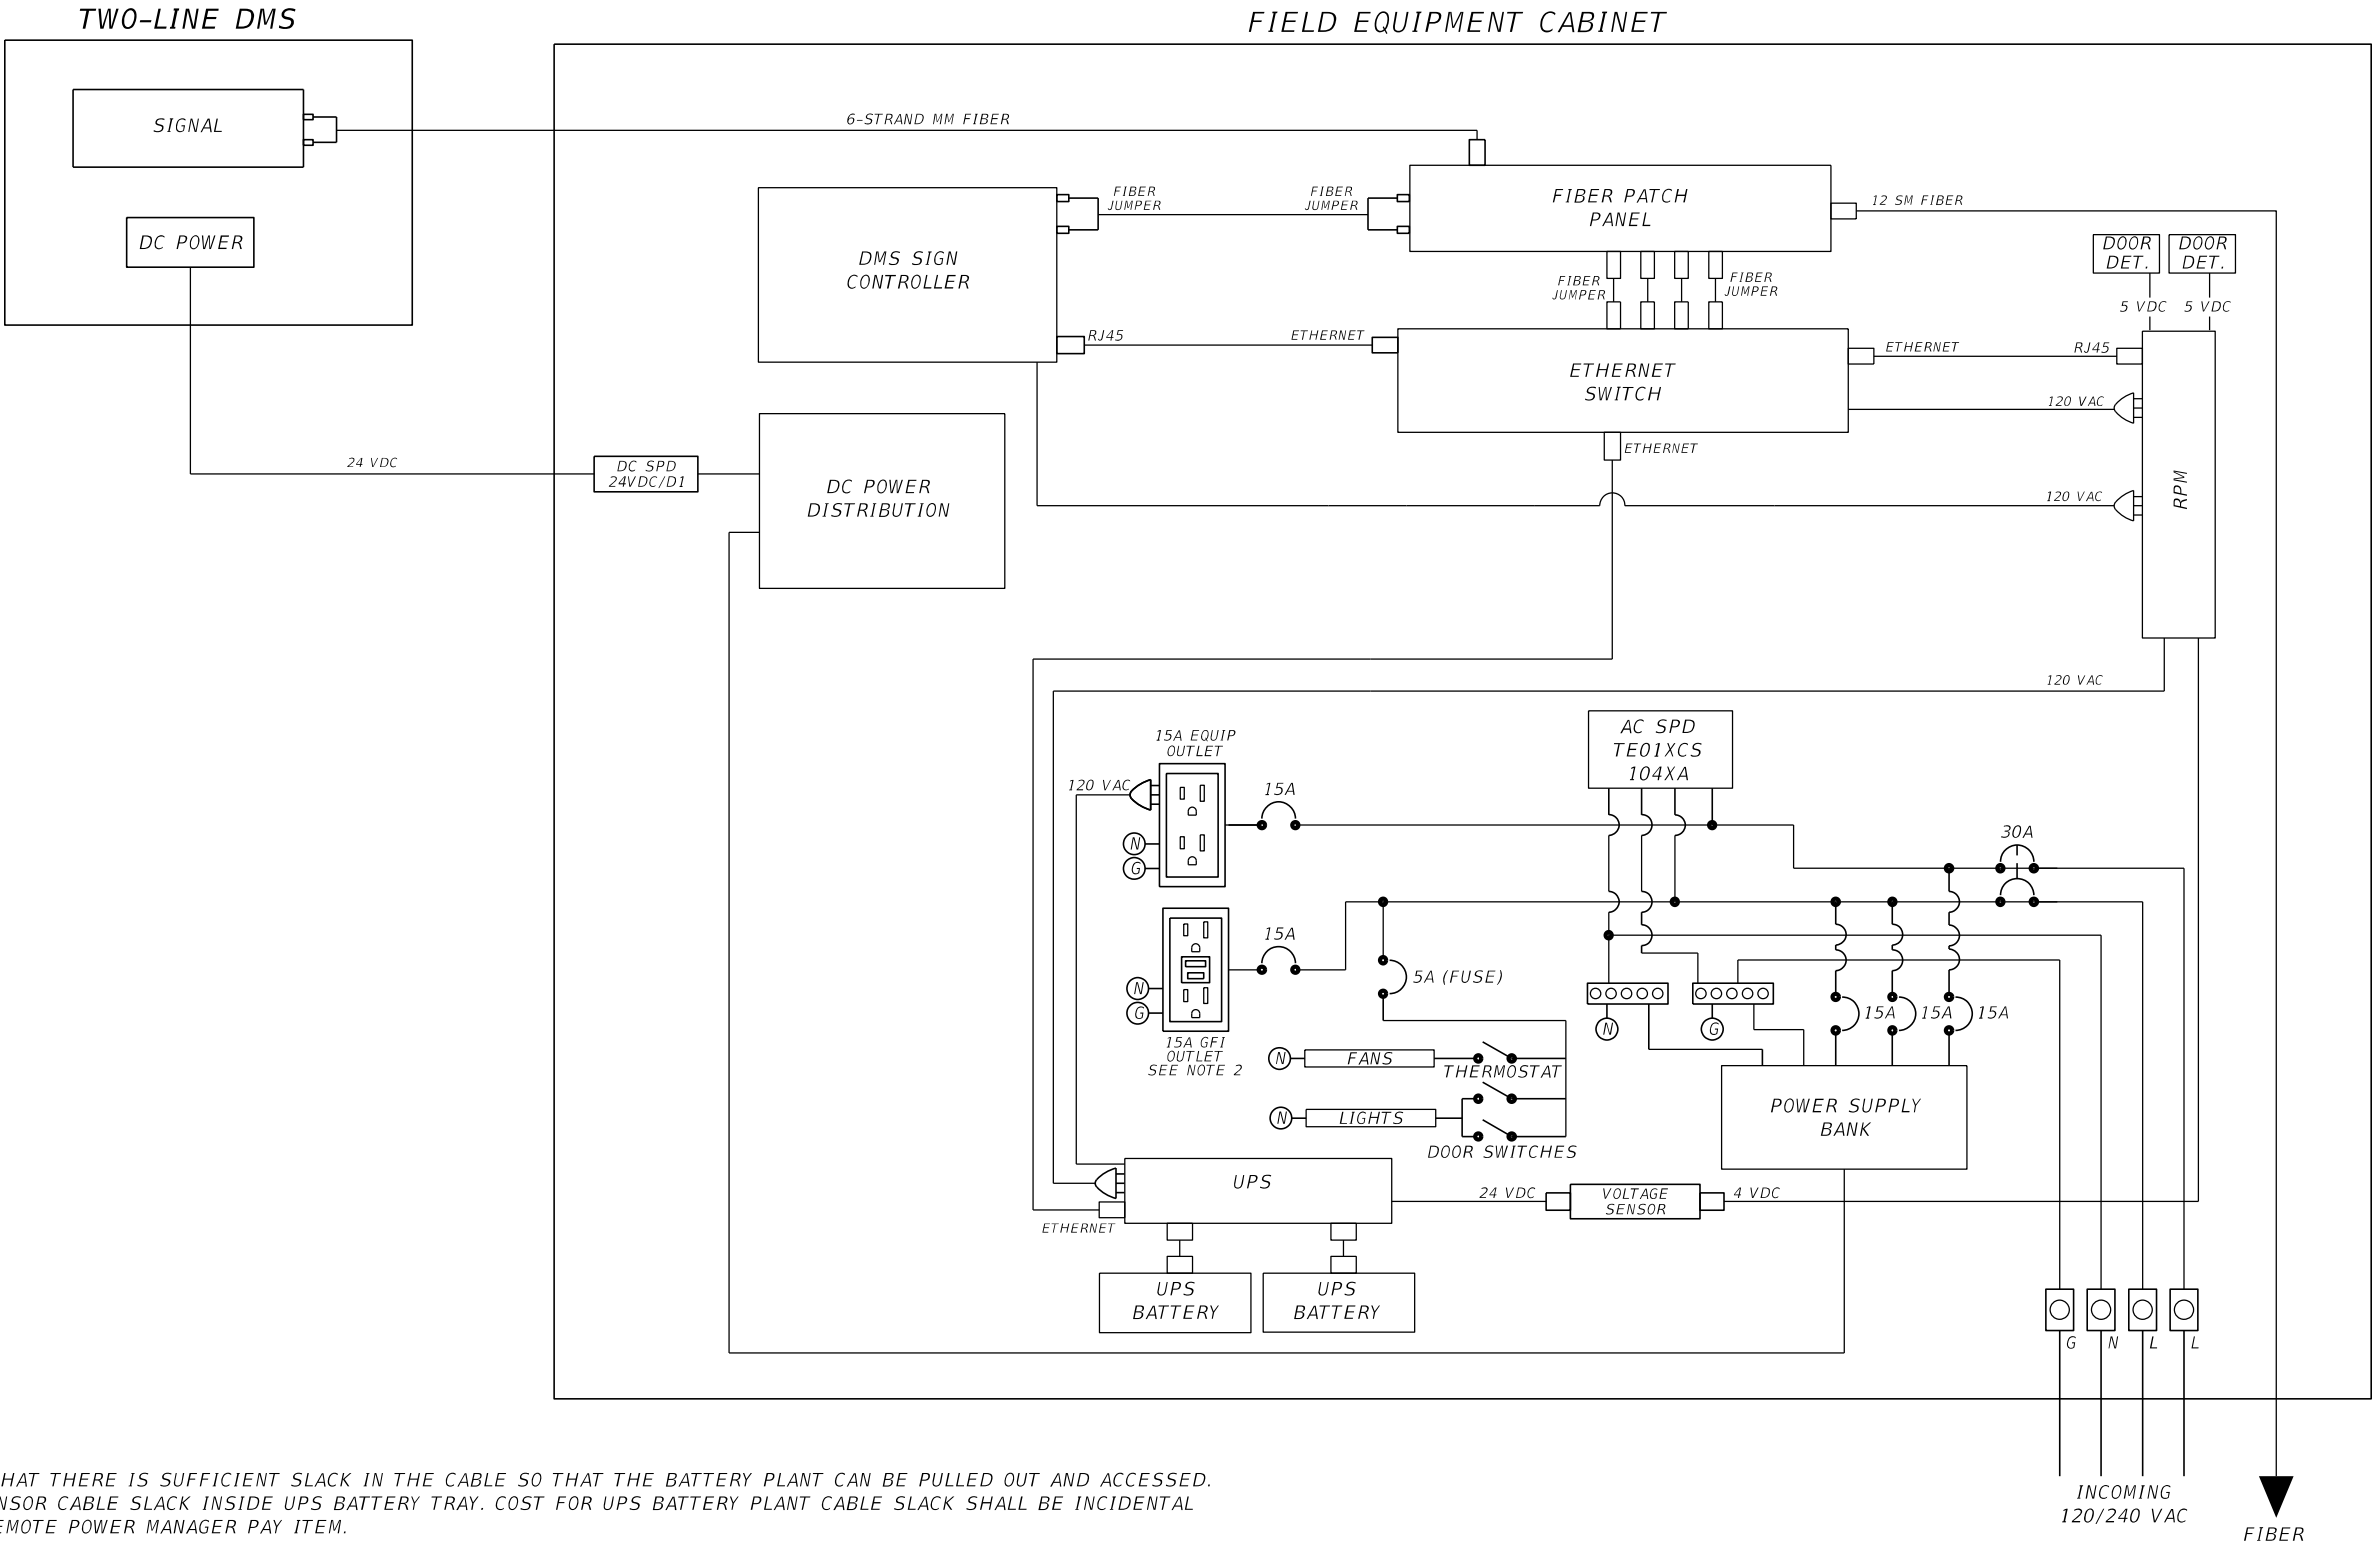 TWO-LINE DMS
FIELD EQUIPMENT CABINET
SIGNAL
DC POWER
6-STRAND MM FIBER
FIBER
JUMPER
FIBER
JUMPER
FIBER PATCH
PANEL
12 SM FIBER
DMS SIGN
CONTROLLER
DOOR
DET.
DOOR
DET.
FIBER
JUMPER
FIBER
JUMPER
5 VDC
5 VDC
RJ45
ETHERNET
ETHERNET
SWITCH
ETHERNET
RJ45
120 VAC
ETHERNET
24 VDC
DC SPD
24VDC/D1
DC POWER
DISTRIBUTION
120 VAC
RPM
120 VAC
15A EQUIP
OUTLET
120 VAC
N
G
15A
AC SPD
TE01XCS
104XA
30A
15A
N
G
15A GFI
OUTLET
SEE NOTE 2
5A (FUSE)
N
G
15A
15A
15A
N
FANS
THERMOSTAT
N
LIGHTS
DOOR SWITCHES
POWER SUPPLY
BANK
UPS
24 VDC
VOLTAGE
SENSOR
4 VDC
ETHERNET
UPS
BATTERY
UPS
BATTERY
G
N
L
L
HAT THERE IS SUFFICIENT SLACK IN THE CABLE SO THAT THE BATTERY PLANT CAN BE PULLED OUT AND ACCESSED.
NSOR CABLE SLACK INSIDE UPS BATTERY TRAY. COST FOR UPS BATTERY PLANT CABLE SLACK SHALL BE INCIDENTAL
EMOTE POWER MANAGER PAY ITEM.
INCOMING
120/240 VAC
FIBER